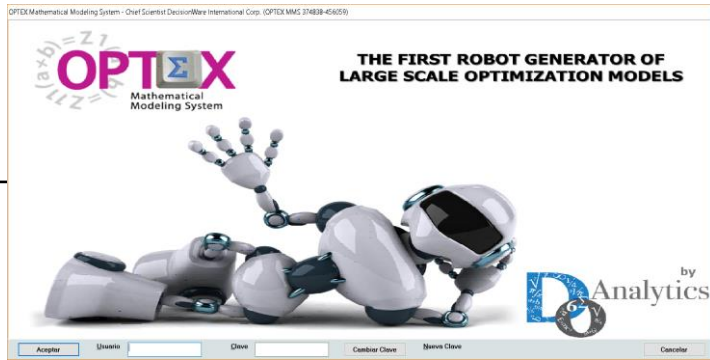 OPTEX Mathematical Modeling System - Chief Scientist DecisionWare International Corp. (OPTEX MMS 374838-456059)
OPTEX
Mathematical
Modeling System
THE FIRST ROBOT GENERATOR OF
LARGE SCALE OPTIMIZATION MODELS
by
Analytics
Aceptar Usuario Clave Cambiar Clave Nueva Clave Cancelar